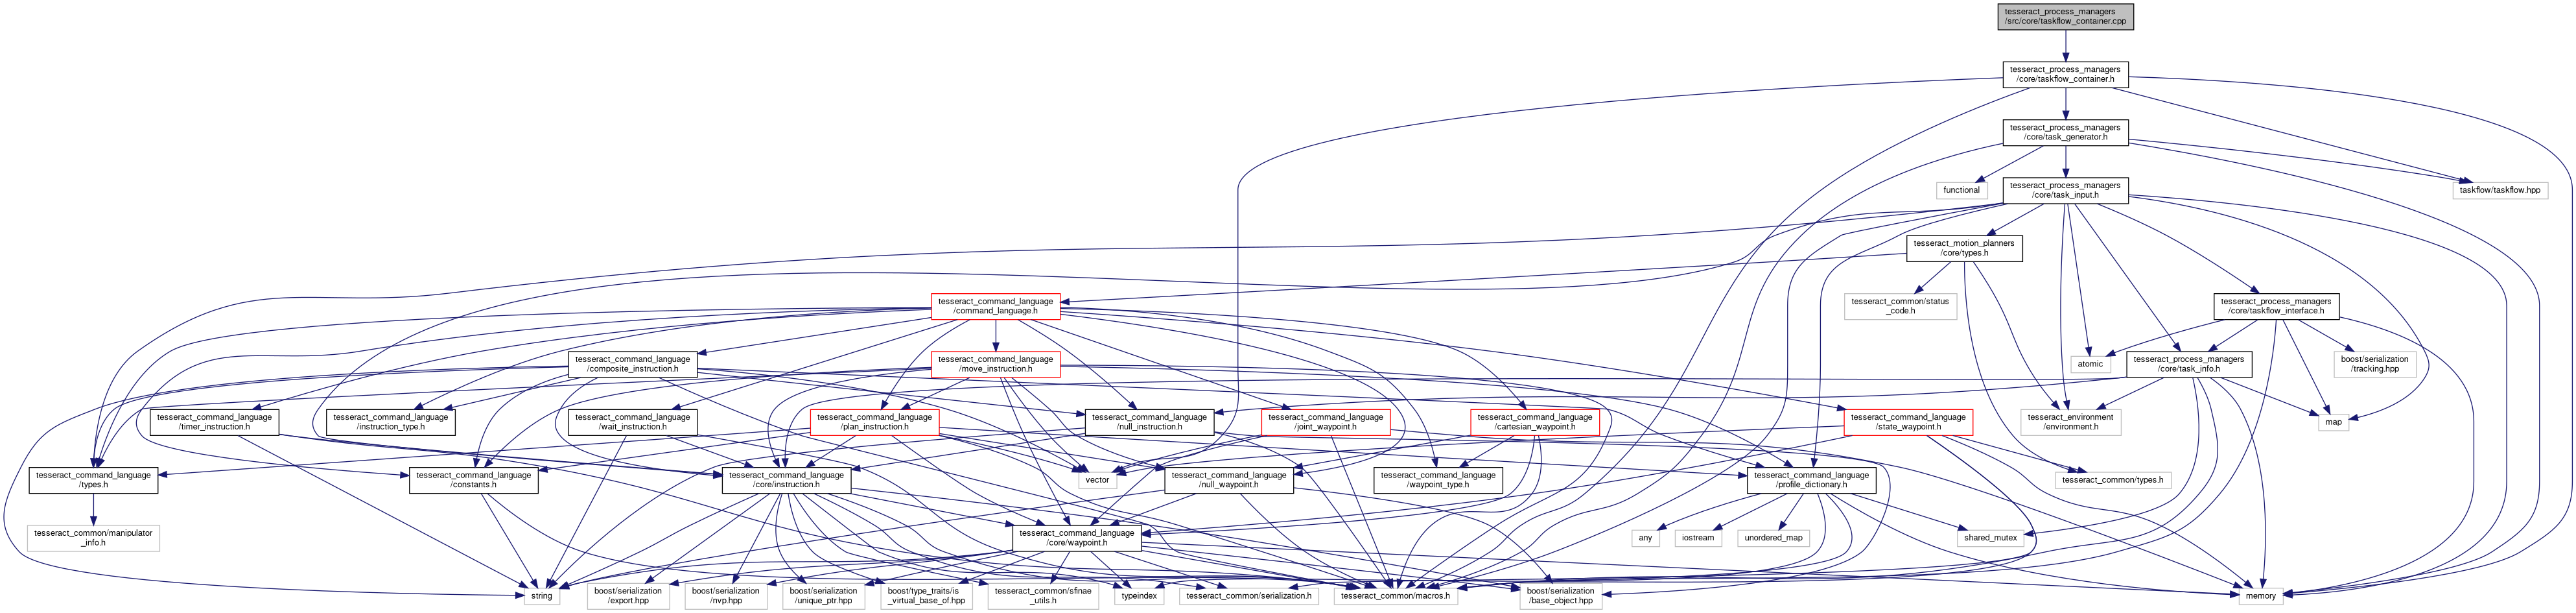 tesseract_process_managers
/src/core/taskflow_container.cpp
tesseract_process_managers
/core/taskflow_container.h
tesseract_process_managers
/core/task_generator.h
functional
tesseract_process_managers
/core/task_input.h
taskflow/taskflow.hpp
tesseract_motion_planners
/core/types.h
tesseract_command_language
/command_language.h
tesseract_common/status
_code.h
tesseract_process_managers
/core/taskflow_interface.h
tesseract_command_language
/composite_instruction.h
tesseract_command_language
/move_instruction.h
atomic
tesseract_process_managers
/core/task_info.h
boost/serialization
/tracking.hpp
tesseract_command_language
/timer_instruction.h
tesseract_command_language
/instruction_type.h
tesseract_command_language
/wait_instruction.h
tesseract_command_language
/plan_instruction.h
tesseract_command_language
/null_instruction.h
tesseract_command_language
/joint_waypoint.h
tesseract_command_language
/cartesian_waypoint.h
tesseract_command_language
/state_waypoint.h
tesseract_environment
/environment.h
map
tesseract_command_language
/types.h
tesseract_command_language
/constants.h
tesseract_command_language
/core/instruction.h
vector
tesseract_command_language
/null_waypoint.h
tesseract_command_language
/waypoint_type.h
tesseract_command_language
/profile_dictionary.h
tesseract_common/types.h
tesseract_common/manipulator
_info.h
tesseract_command_language
/core/waypoint.h
any
iostream
unordered_map
shared_mutex
string
boost/serialization
/export.hpp
boost/serialization
/nvp.hpp
boost/serialization
/unique_ptr.hpp
boost/type_traits/is
_virtual_base_of.hpp
tesseract_common/sfinae
_utils.h
typeindex
tesseract_common/serialization.h
tesseract_common/macros.h
boost/serialization
/base_object.hpp
memory